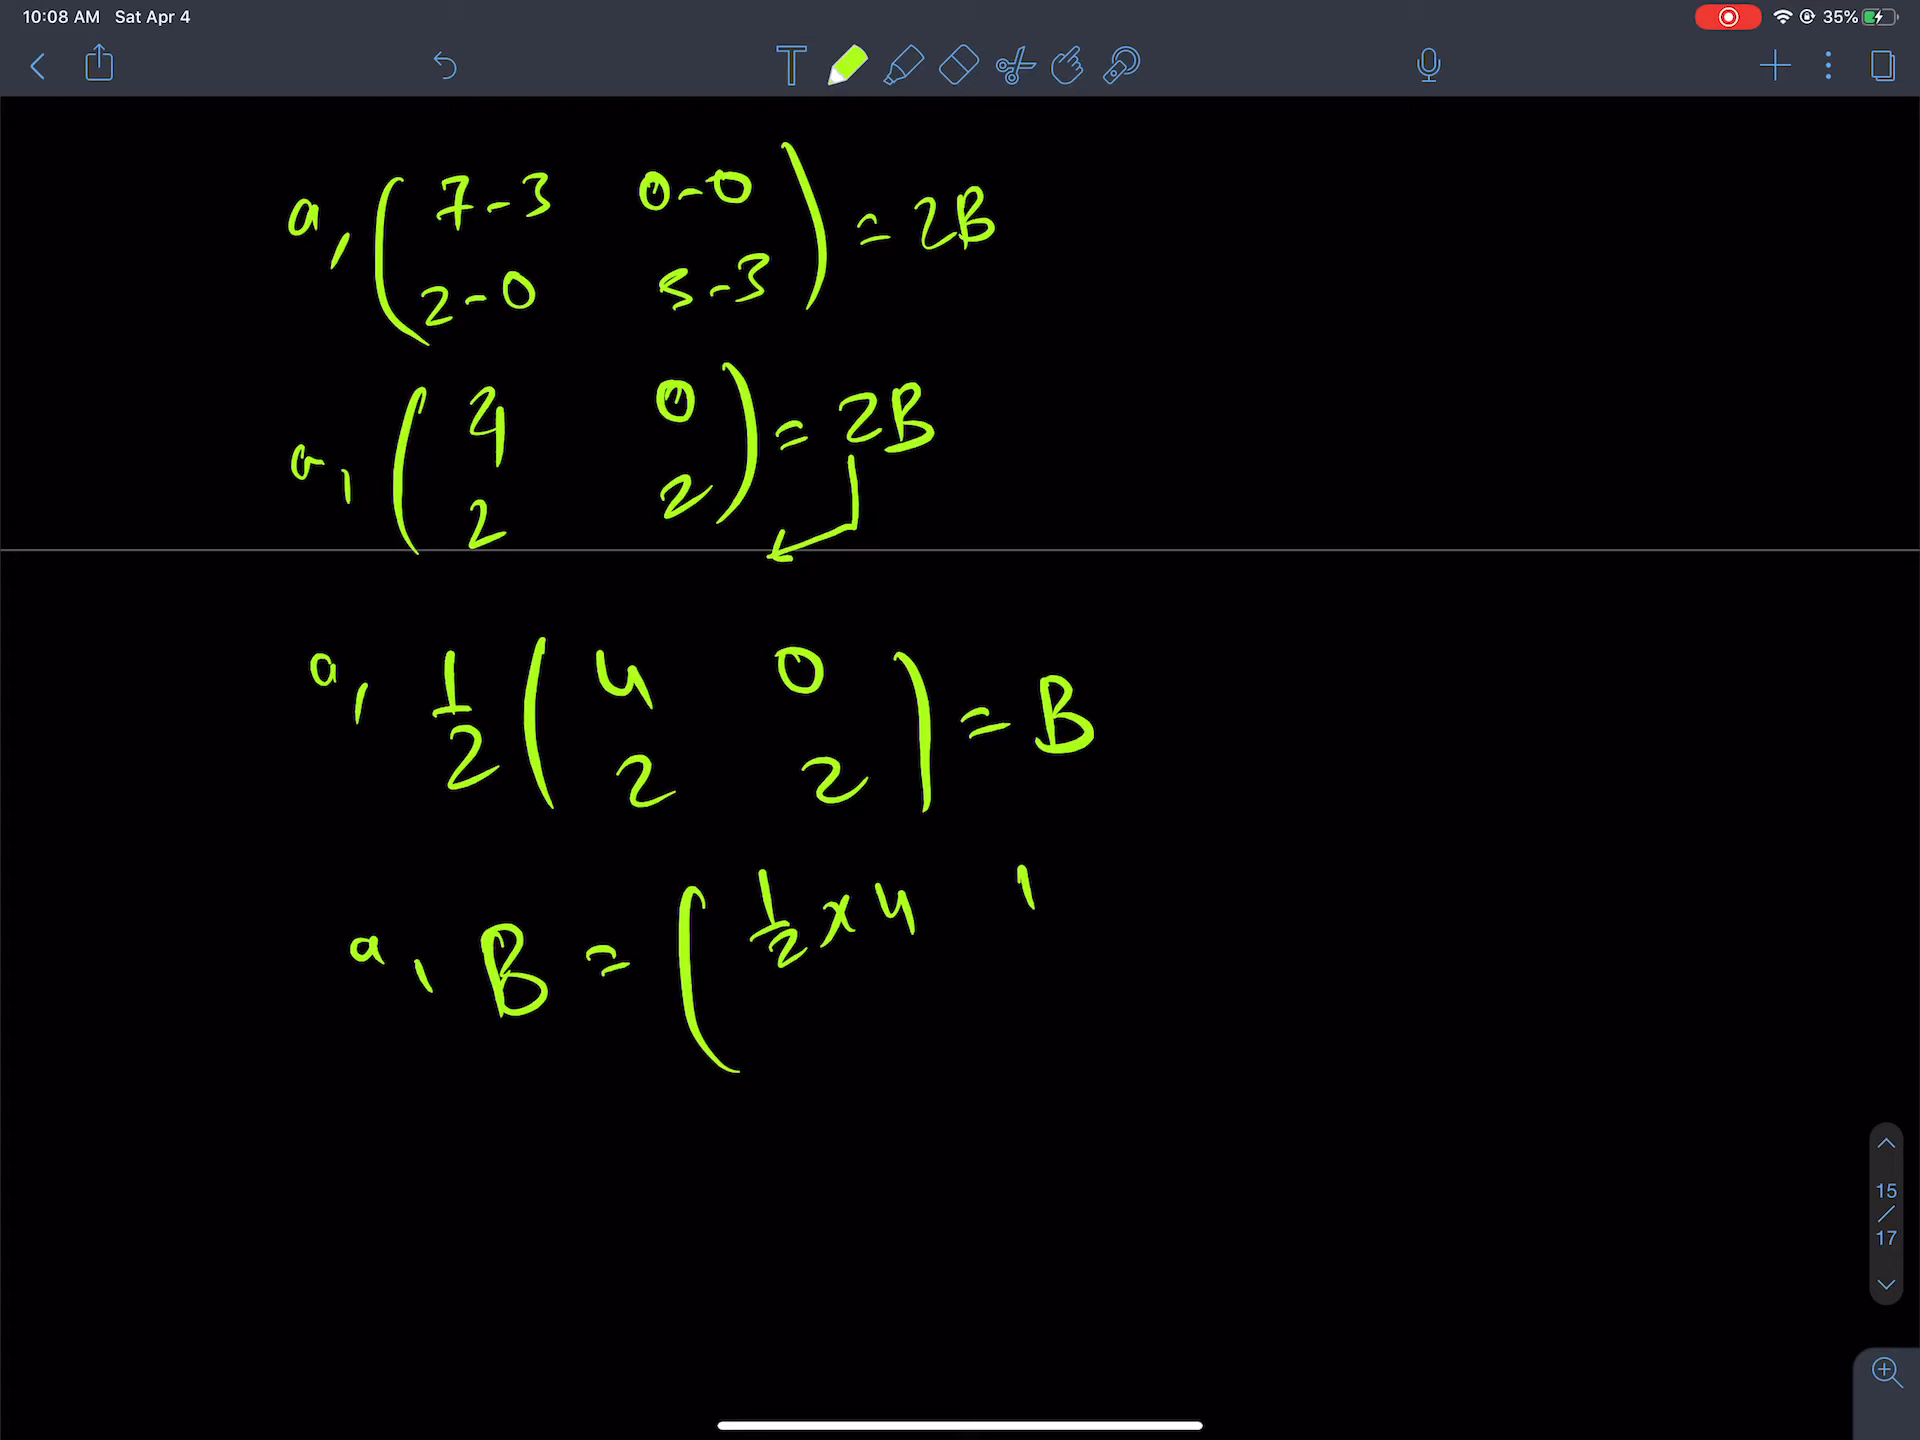 10:08 AM Sat Apr 4 35%
T
a, ( 7-3 0-0
2-0 5-3 ) = 2B
a, ( 4 0
2 2 ) = 2B
a, 1/2 ( 4 0
2 2 ) = B
a, B = ( 1/2 x 4 1
15
/
17